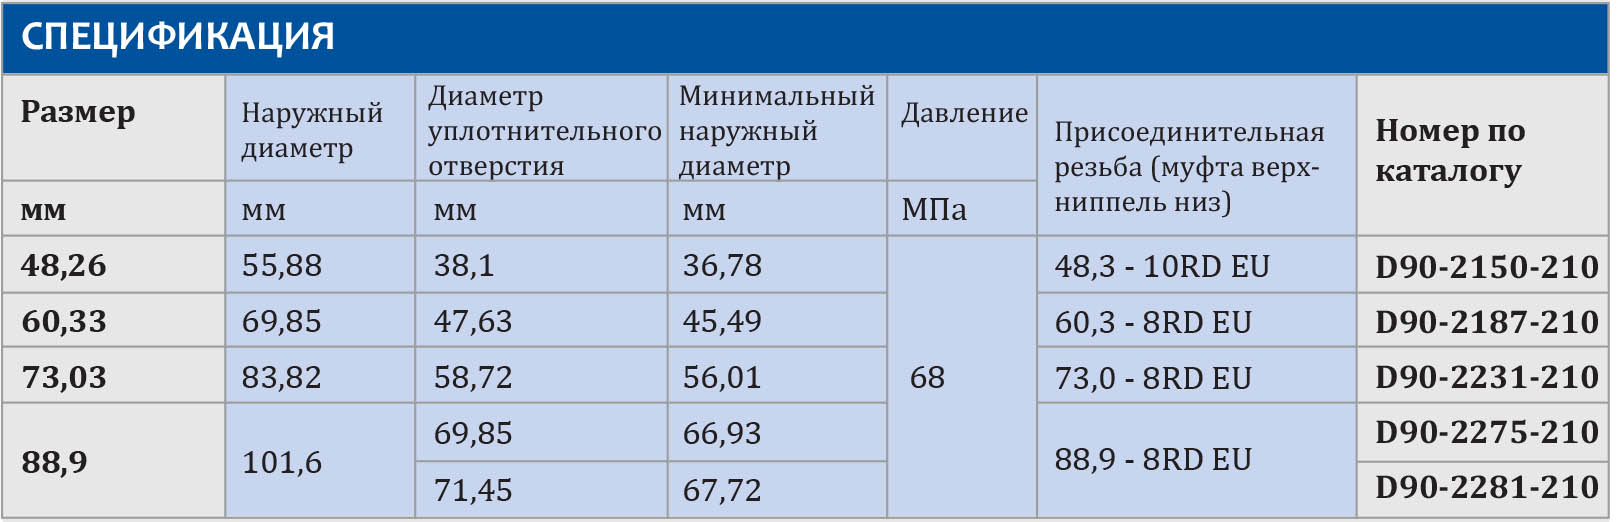 СПЕЦИФИКАЦИЯ
Размер
Наружный
диаметр
Диаметр
уплотнительного
отверстия
Минимальный
наружный
диаметр
Давление
Присоединительная
резьба (муфта верх-
ниппель низ)
Номер по
каталогу
мм
мм
мм
мм
МПа
48,26 55,88 38,1 36,78 48,3 - 10RD EU D90-2150-210
60,33 69,85 47,63 45,49 60,3 - 8RD EU D90-2187-210
73,03 83,82 58,72 56,01 68 73,0 - 8RD EU D90-2231-210
88,9 101,6 69,85 66,93 88,9 - 8RD EU D90-2275-210
71,45 67,72 D90-2281-210